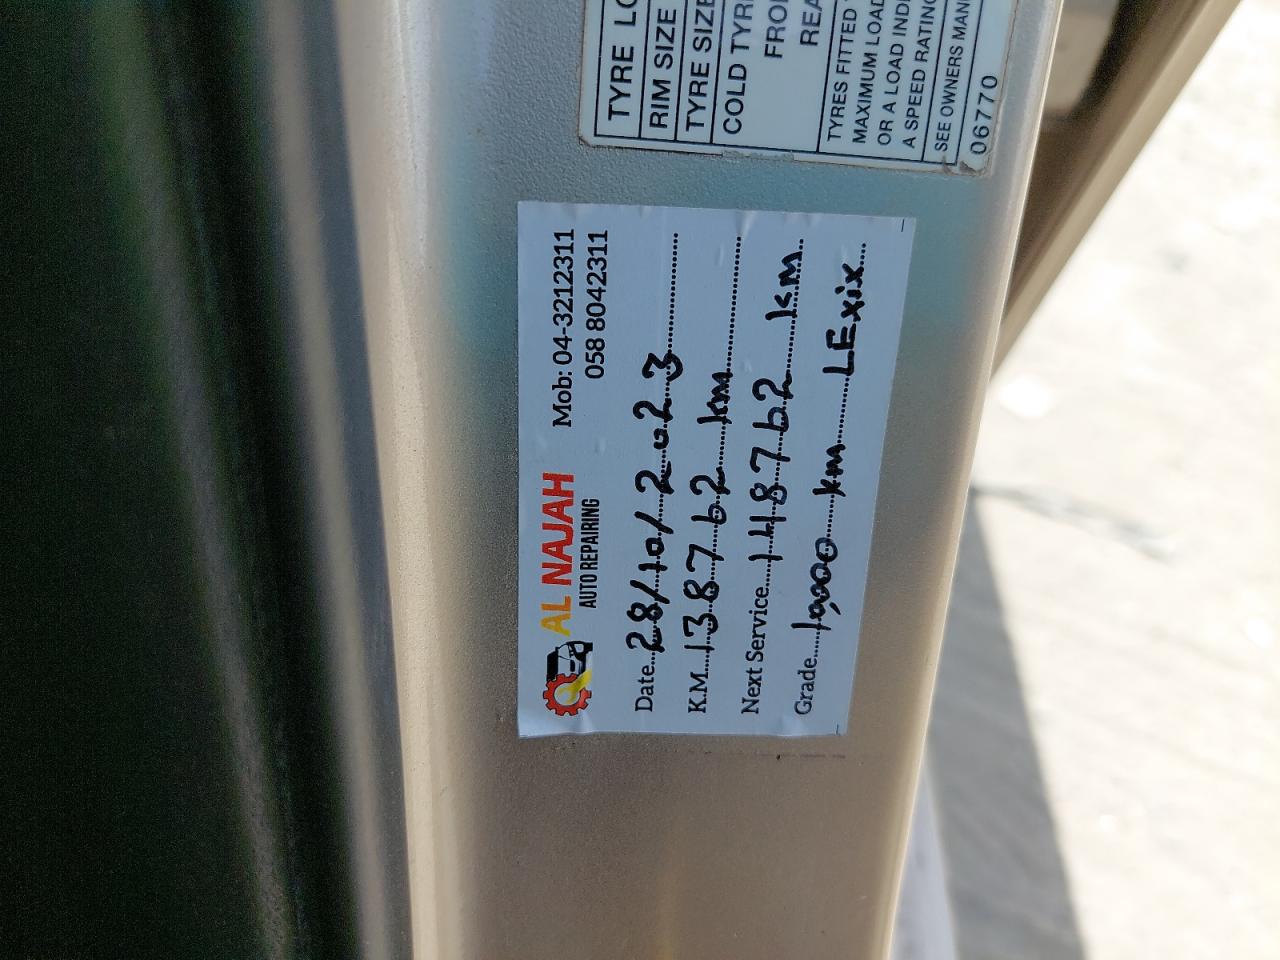 TYRE LO
RIM SIZE
TYRE SIZE
COLD TYR
FRO
REA
TYRES FITTED
MAXIMUM LOAD
OR A LOAD INDE
A SPEED RATING
SEE OWNERS MAN
06770
AL NAJAH
AUTO REPAIRING
Mob: 04-3212311
058 8042311
Date 28/10/2023
K.M 138762 km
Next Service 148762 km
Grade 10,000 km LExix